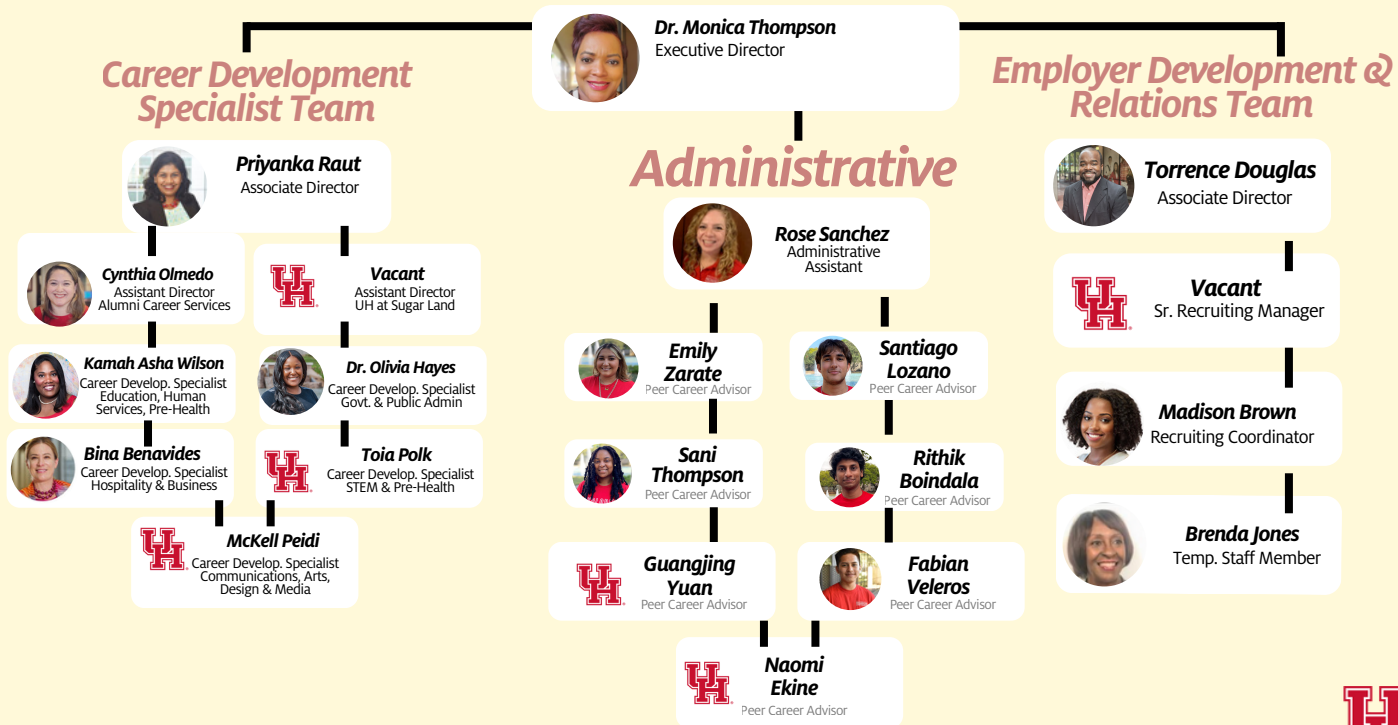 Dr. Monica Thompson
Executive Director
Career Development
Specialist Team
Priyanka Raut
Associate Director
Cynthia Olmedo
Assistant Director
Alumni Career Services
UH
Vacant
Assistant Director
UH at Sugar Land
Kamah Asha Wilson
Career Develop. Specialist
Education, Human
Services, Pre-Health
Dr. Olivia Hayes
Career Develop. Specialist
Govt. & Public Admin
Bina Benavides
Career Develop. Specialist
Hospitality & Business
UH
Toia Polk
Career Develop. Specialist
STEM & Pre-Health
UH
McKell Peidi
Career Develop. Specialist
Communications, Arts,
Design & Media
Administrative
Rose Sanchez
Administrative
Assistant
Emily
Zarate
Peer Career Advisor
Santiago
Lozano
Peer Career Advisor
Sani
Thompson
Peer Career Advisor
Rithik
Boindala
Peer Career Advisor
UH
Guangjing
Yuan
Peer Career Advisor
Fabian
Veleros
Peer Career Advisor
UH
Naomi
Ekine
Peer Career Advisor
Employer Development &
Relations Team
Torrence Douglas
Associate Director
UH
Vacant
Sr. Recruiting Manager
Madison Brown
Recruiting Coordinator
Brenda Jones
Temp. Staff Member